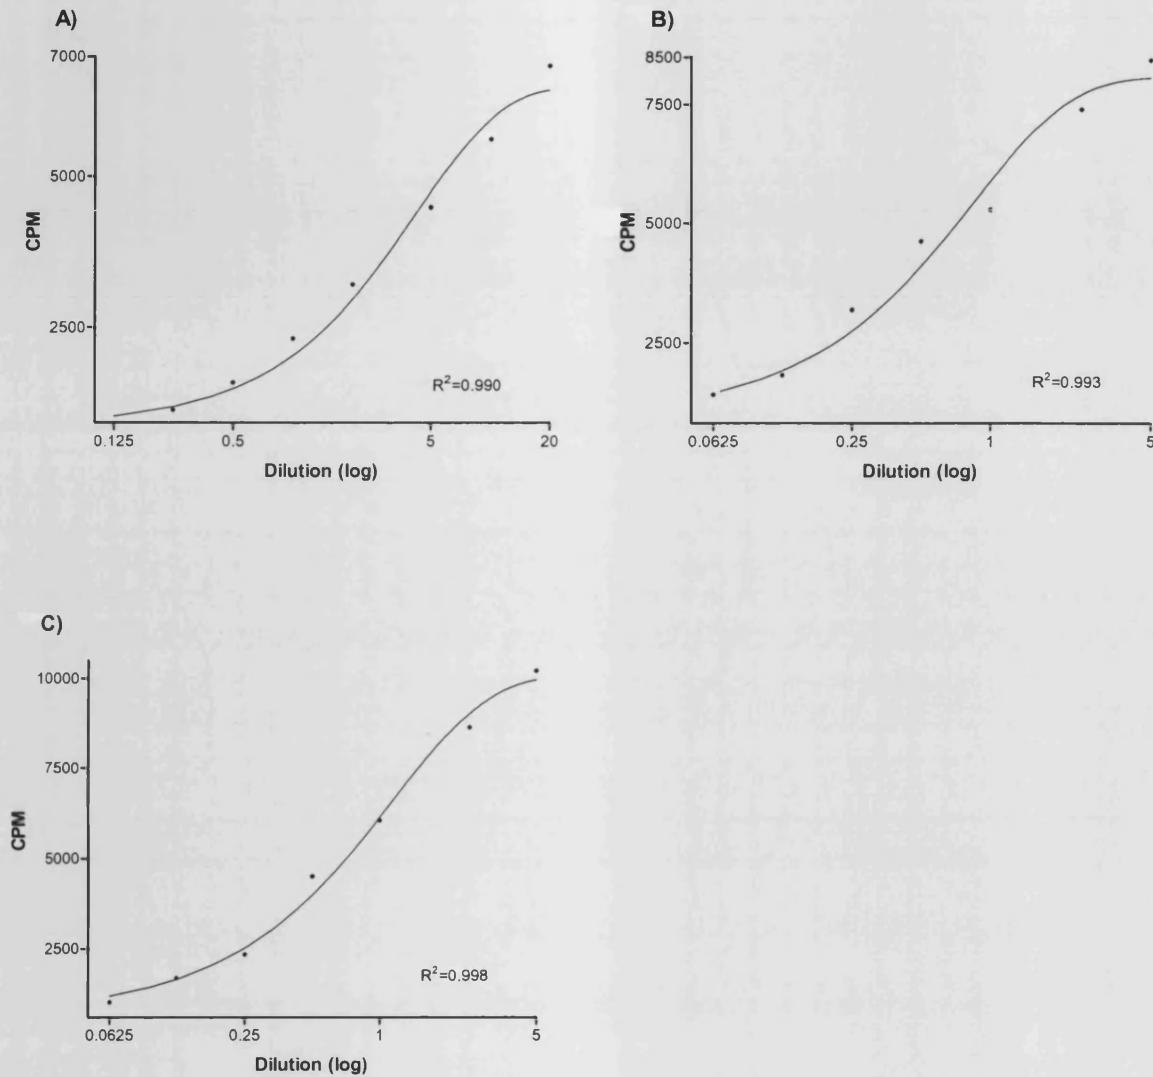 A)
7000
5000
2500
CPM
R²=0.990
0.125 0.5 5 20
Dilution (log)
B)
8500
7500
5000
2500
CPM
R²=0.993
0.0625 0.25 1 5
Dilution (log)
C)
10000
7500
5000
2500
CPM
R²=0.998
0.0625 0.25 1 5
Dilution (log)